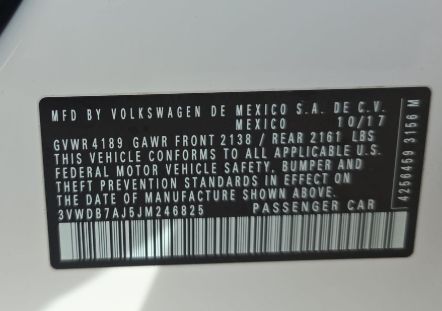 MFD BY VOLKSWAGEN DE MEXICO S.A. DE C.V.
MEXICO 10/17
GVWR 4189 GAWR FRONT 2138 / REAR 2161 LBS
THIS VEHICLE CONFORMS TO ALL APPLICABLE U.S.
FEDERAL MOTOR VEHICLE SAFETY, BUMPER AND
THEFT PREVENTION STANDARDS IN EFFECT ON
THE DATE OF MANUFACTURE SHOWN ABOVE.
3VWDB7AJ5JM246825 PASSENGER CAR
4256459 3156 M